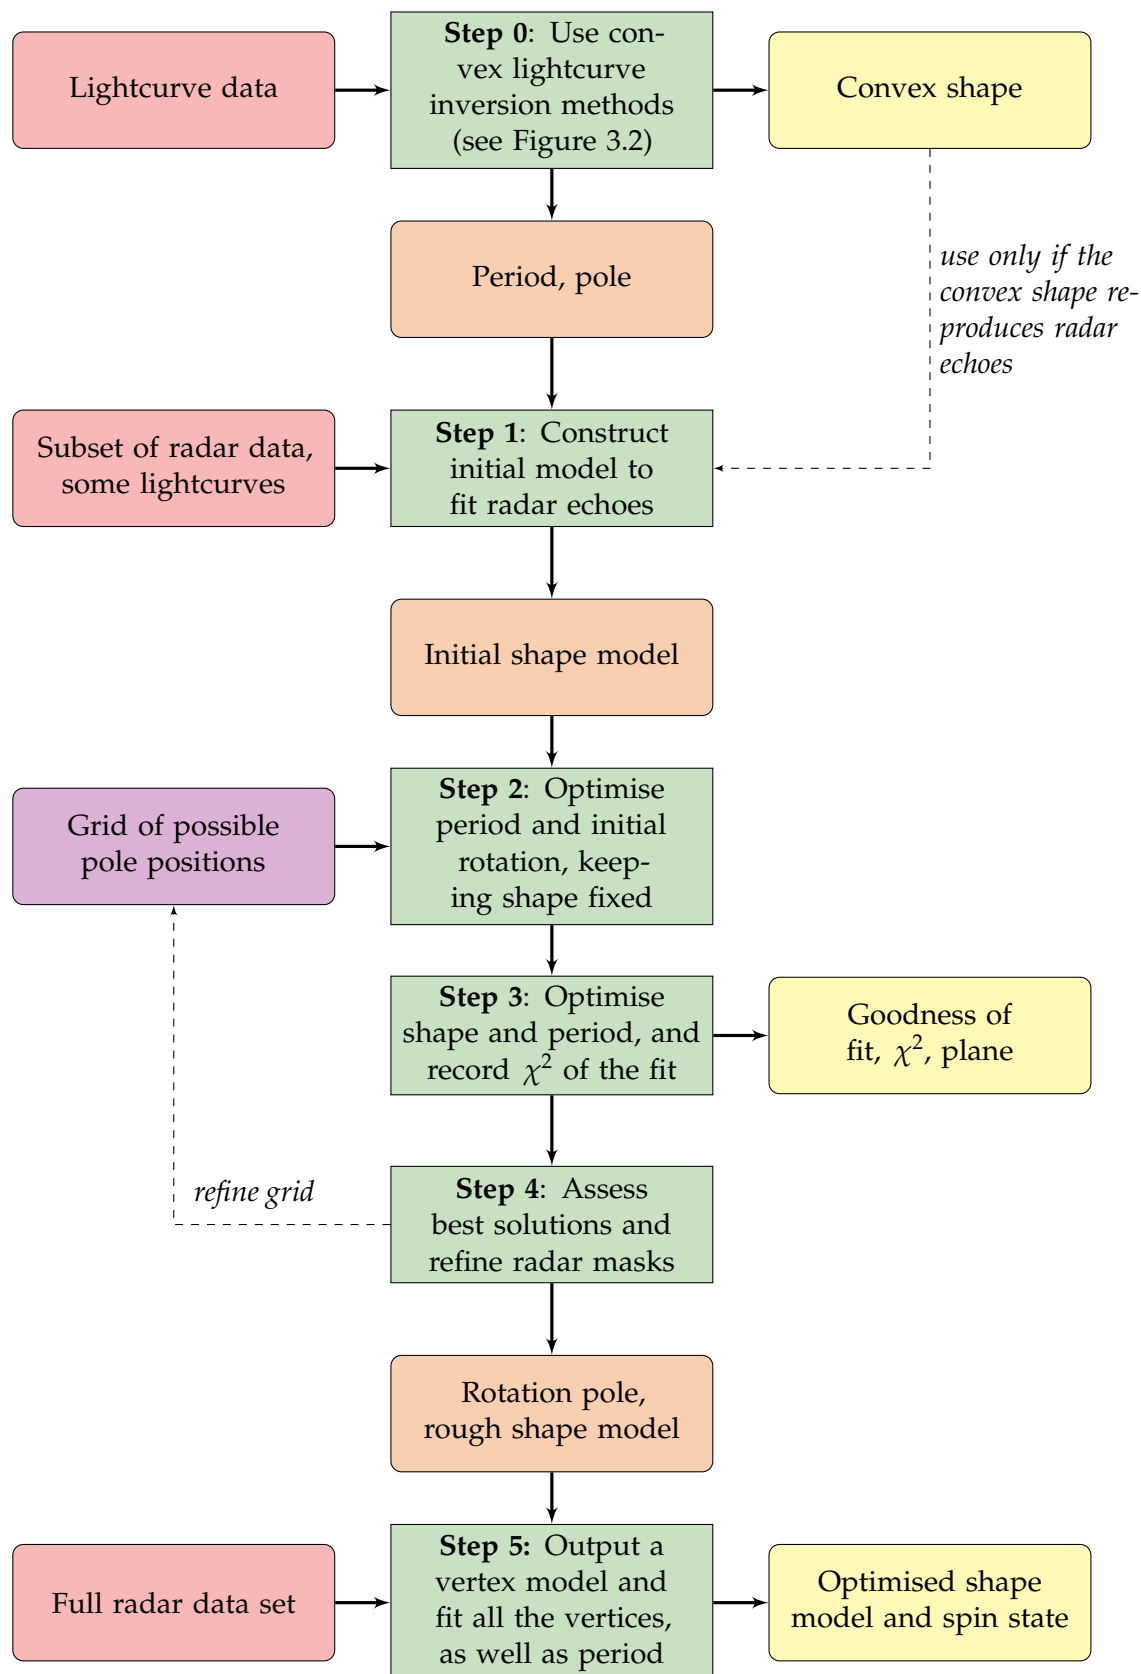 Lightcurve data
Step 0: Use con-
vex lightcurve
inversion methods
(see Figure 3.2)
Convex shape
Period, pole
use only if the
convex shape re-
produces radar
echoes
Subset of radar data,
some lightcurves
Step 1: Construct
initial model to
fit radar echoes
Initial shape model
Grid of possible
pole positions
Step 2: Optimise
period and initial
rotation, keep-
ing shape fixed
Step 3: Optimise
shape and period, and
record χ² of the fit
Goodness of
fit, χ², plane
refine grid
Step 4: Assess
best solutions and
refine radar masks
Rotation pole,
rough shape model
Full radar data set
Step 5: Output a
vertex model and
fit all the vertices,
as well as period
Optimised shape
model and spin state